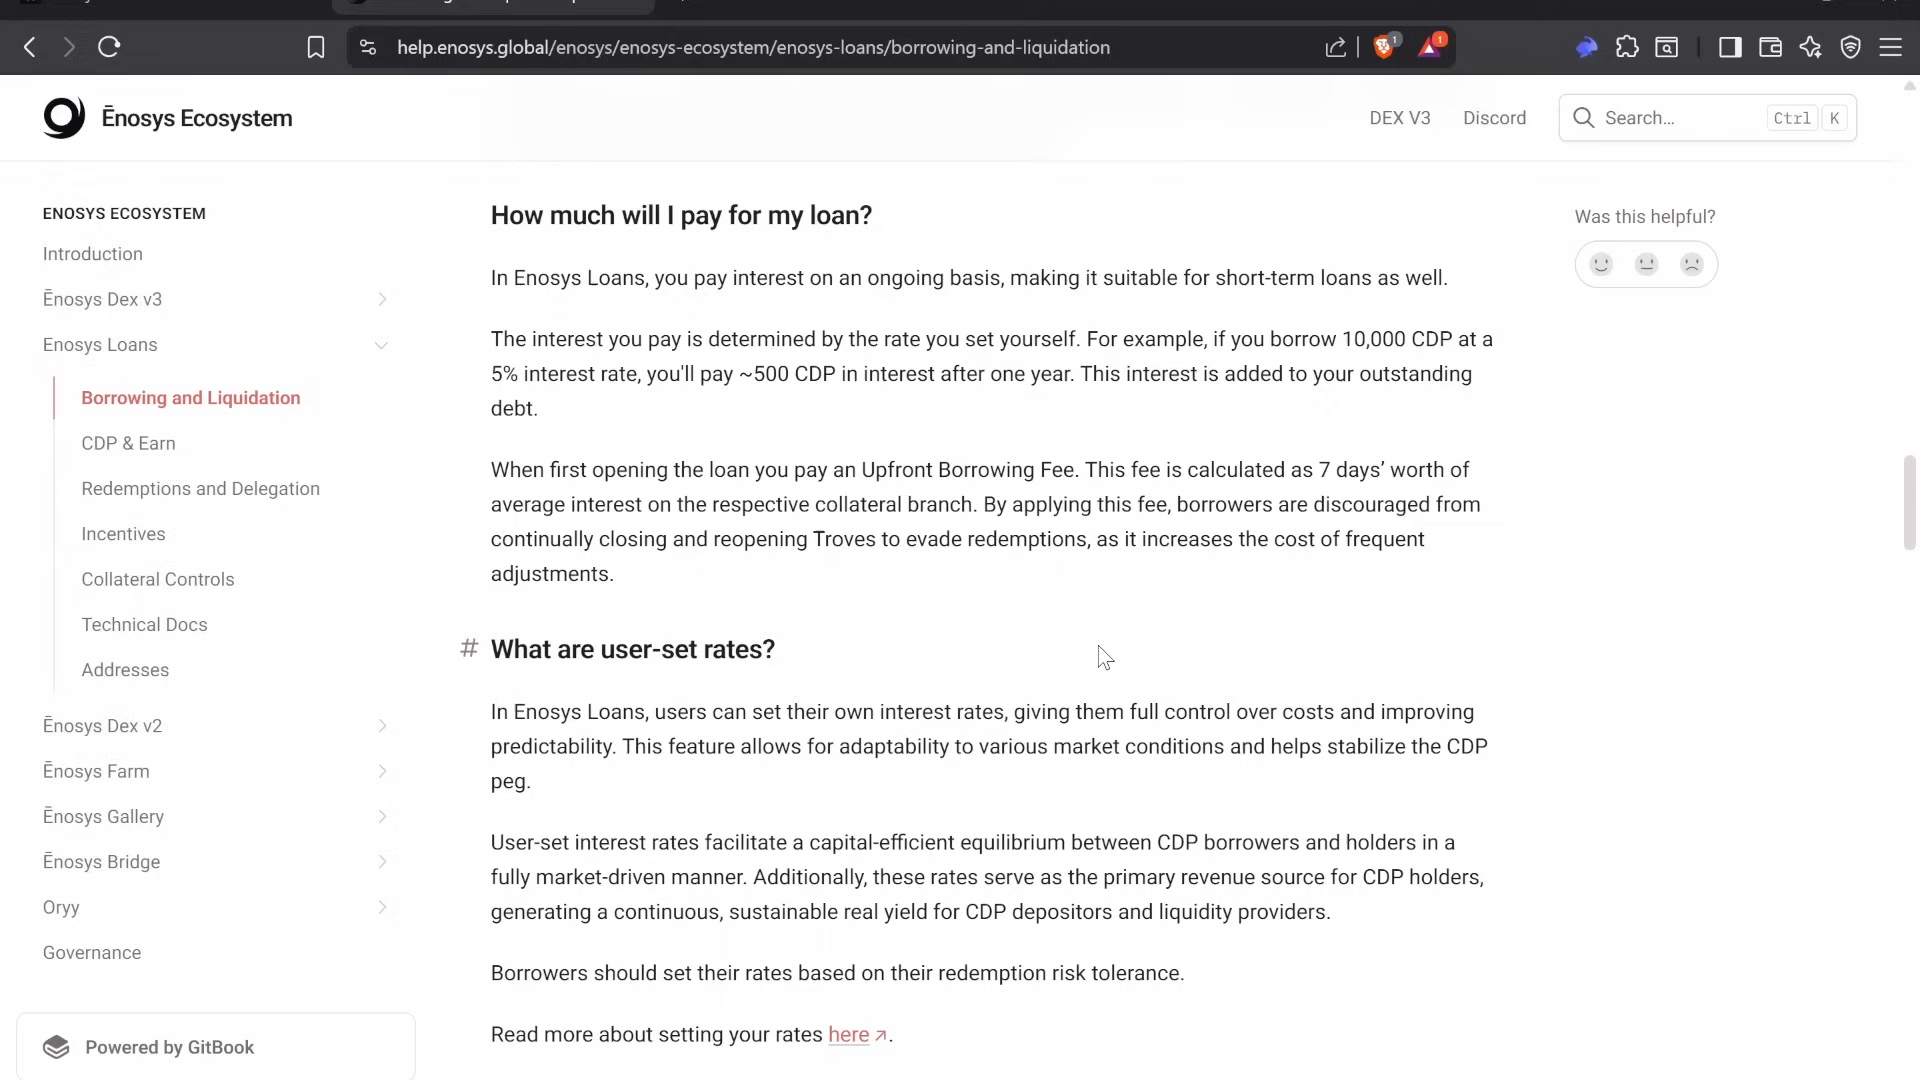 help.enosys.global/enosys/enosys-ecosystem/enosys-loans/borrowing-and-liquidation
1
1
Ēnosys Ecosystem
DEX V3
Discord
Search...
Ctrl
K
ENOSYS ECOSYSTEM
Introduction
Ēnosys Dex v3
Enosys Loans
Borrowing and Liquidation
CDP & Earn
Redemptions and Delegation
Incentives
Collateral Controls
Technical Docs
Addresses
Ēnosys Dex v2
Ēnosys Farm
Ēnosys Gallery
Ēnosys Bridge
Oryy
Governance
Powered by GitBook
How much will I pay for my loan?
In Enosys Loans, you pay interest on an ongoing basis, making it suitable for short-term loans as well.
The interest you pay is determined by the rate you set yourself. For example, if you borrow 10,000 CDP at a
5% interest rate, you'll pay ~500 CDP in interest after one year. This interest is added to your outstanding
debt.
When first opening the loan you pay an Upfront Borrowing Fee. This fee is calculated as 7 days’ worth of
average interest on the respective collateral branch. By applying this fee, borrowers are discouraged from
continually closing and reopening Troves to evade redemptions, as it increases the cost of frequent
adjustments.
# What are user-set rates?
In Enosys Loans, users can set their own interest rates, giving them full control over costs and improving
predictability. This feature allows for adaptability to various market conditions and helps stabilize the CDP
peg.
User-set interest rates facilitate a capital-efficient equilibrium between CDP borrowers and holders in a
fully market-driven manner. Additionally, these rates serve as the primary revenue source for CDP holders,
generating a continuous, sustainable real yield for CDP depositors and liquidity providers.
Borrowers should set their rates based on their redemption risk tolerance.
Read more about setting your rates here ↗.
Was this helpful?